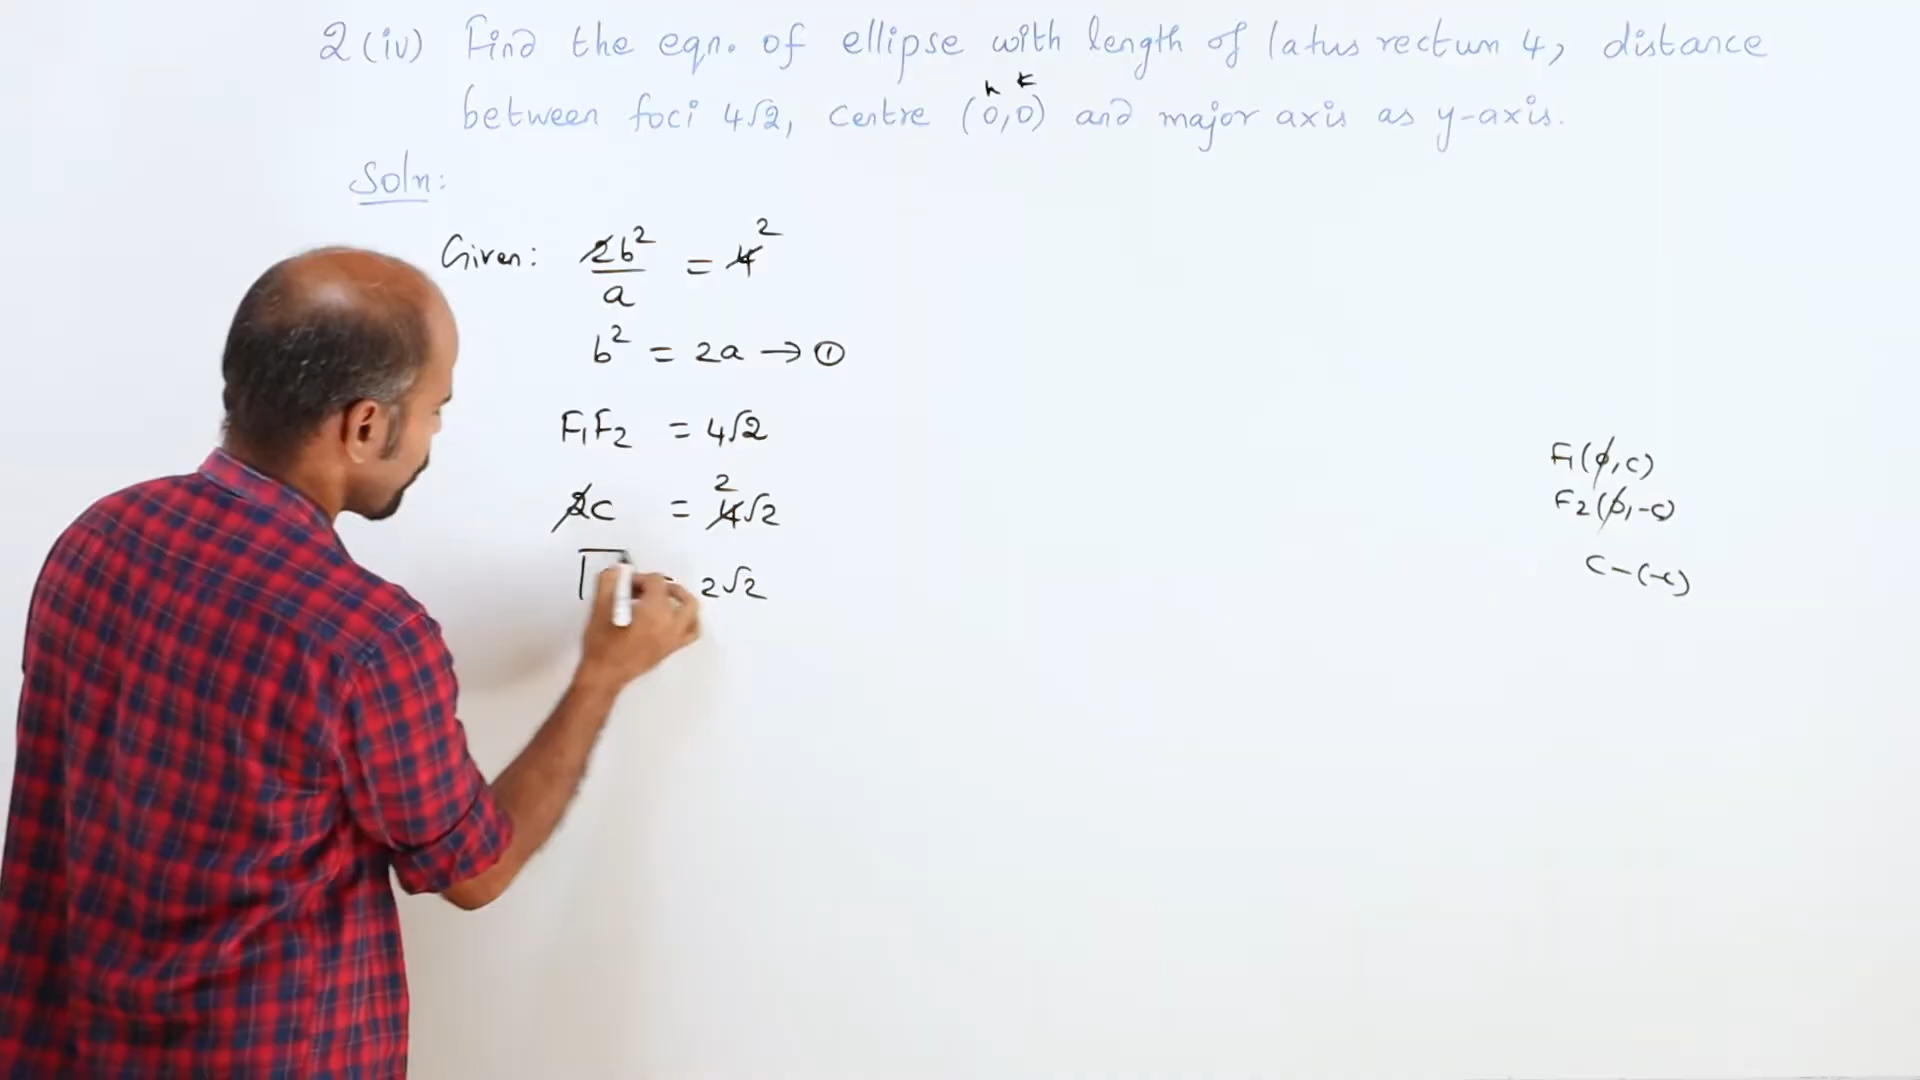 2 (iv) Find the eqn. of ellipse with length of latus rectum 4, distance
h k
between foci 4√2, centre (0,0) and major axis as y-axis.
Soln:
Given: 2b²/a = 4 2
b² = 2a → ①
F₁F₂ = 4√2
2
2c = 4√2
= 2√2
F₁(0,c)
F₂(0,-c)
c-(-c)